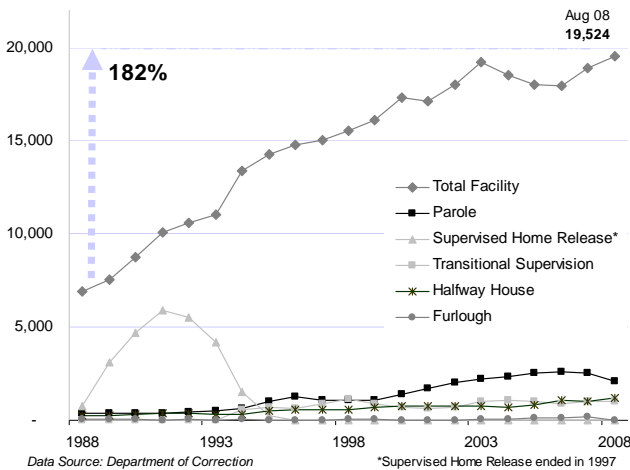 Aug 08
19,524
20,000
182%
15,000
10,000
5,000
-
Total Facility
Parole
Supervised Home Release*
Transitional Supervision
Halfway House
Furlough
1988 1993 1998 2003 2008
Data Source: Department of Correction *Supervised Home Release ended in 1997